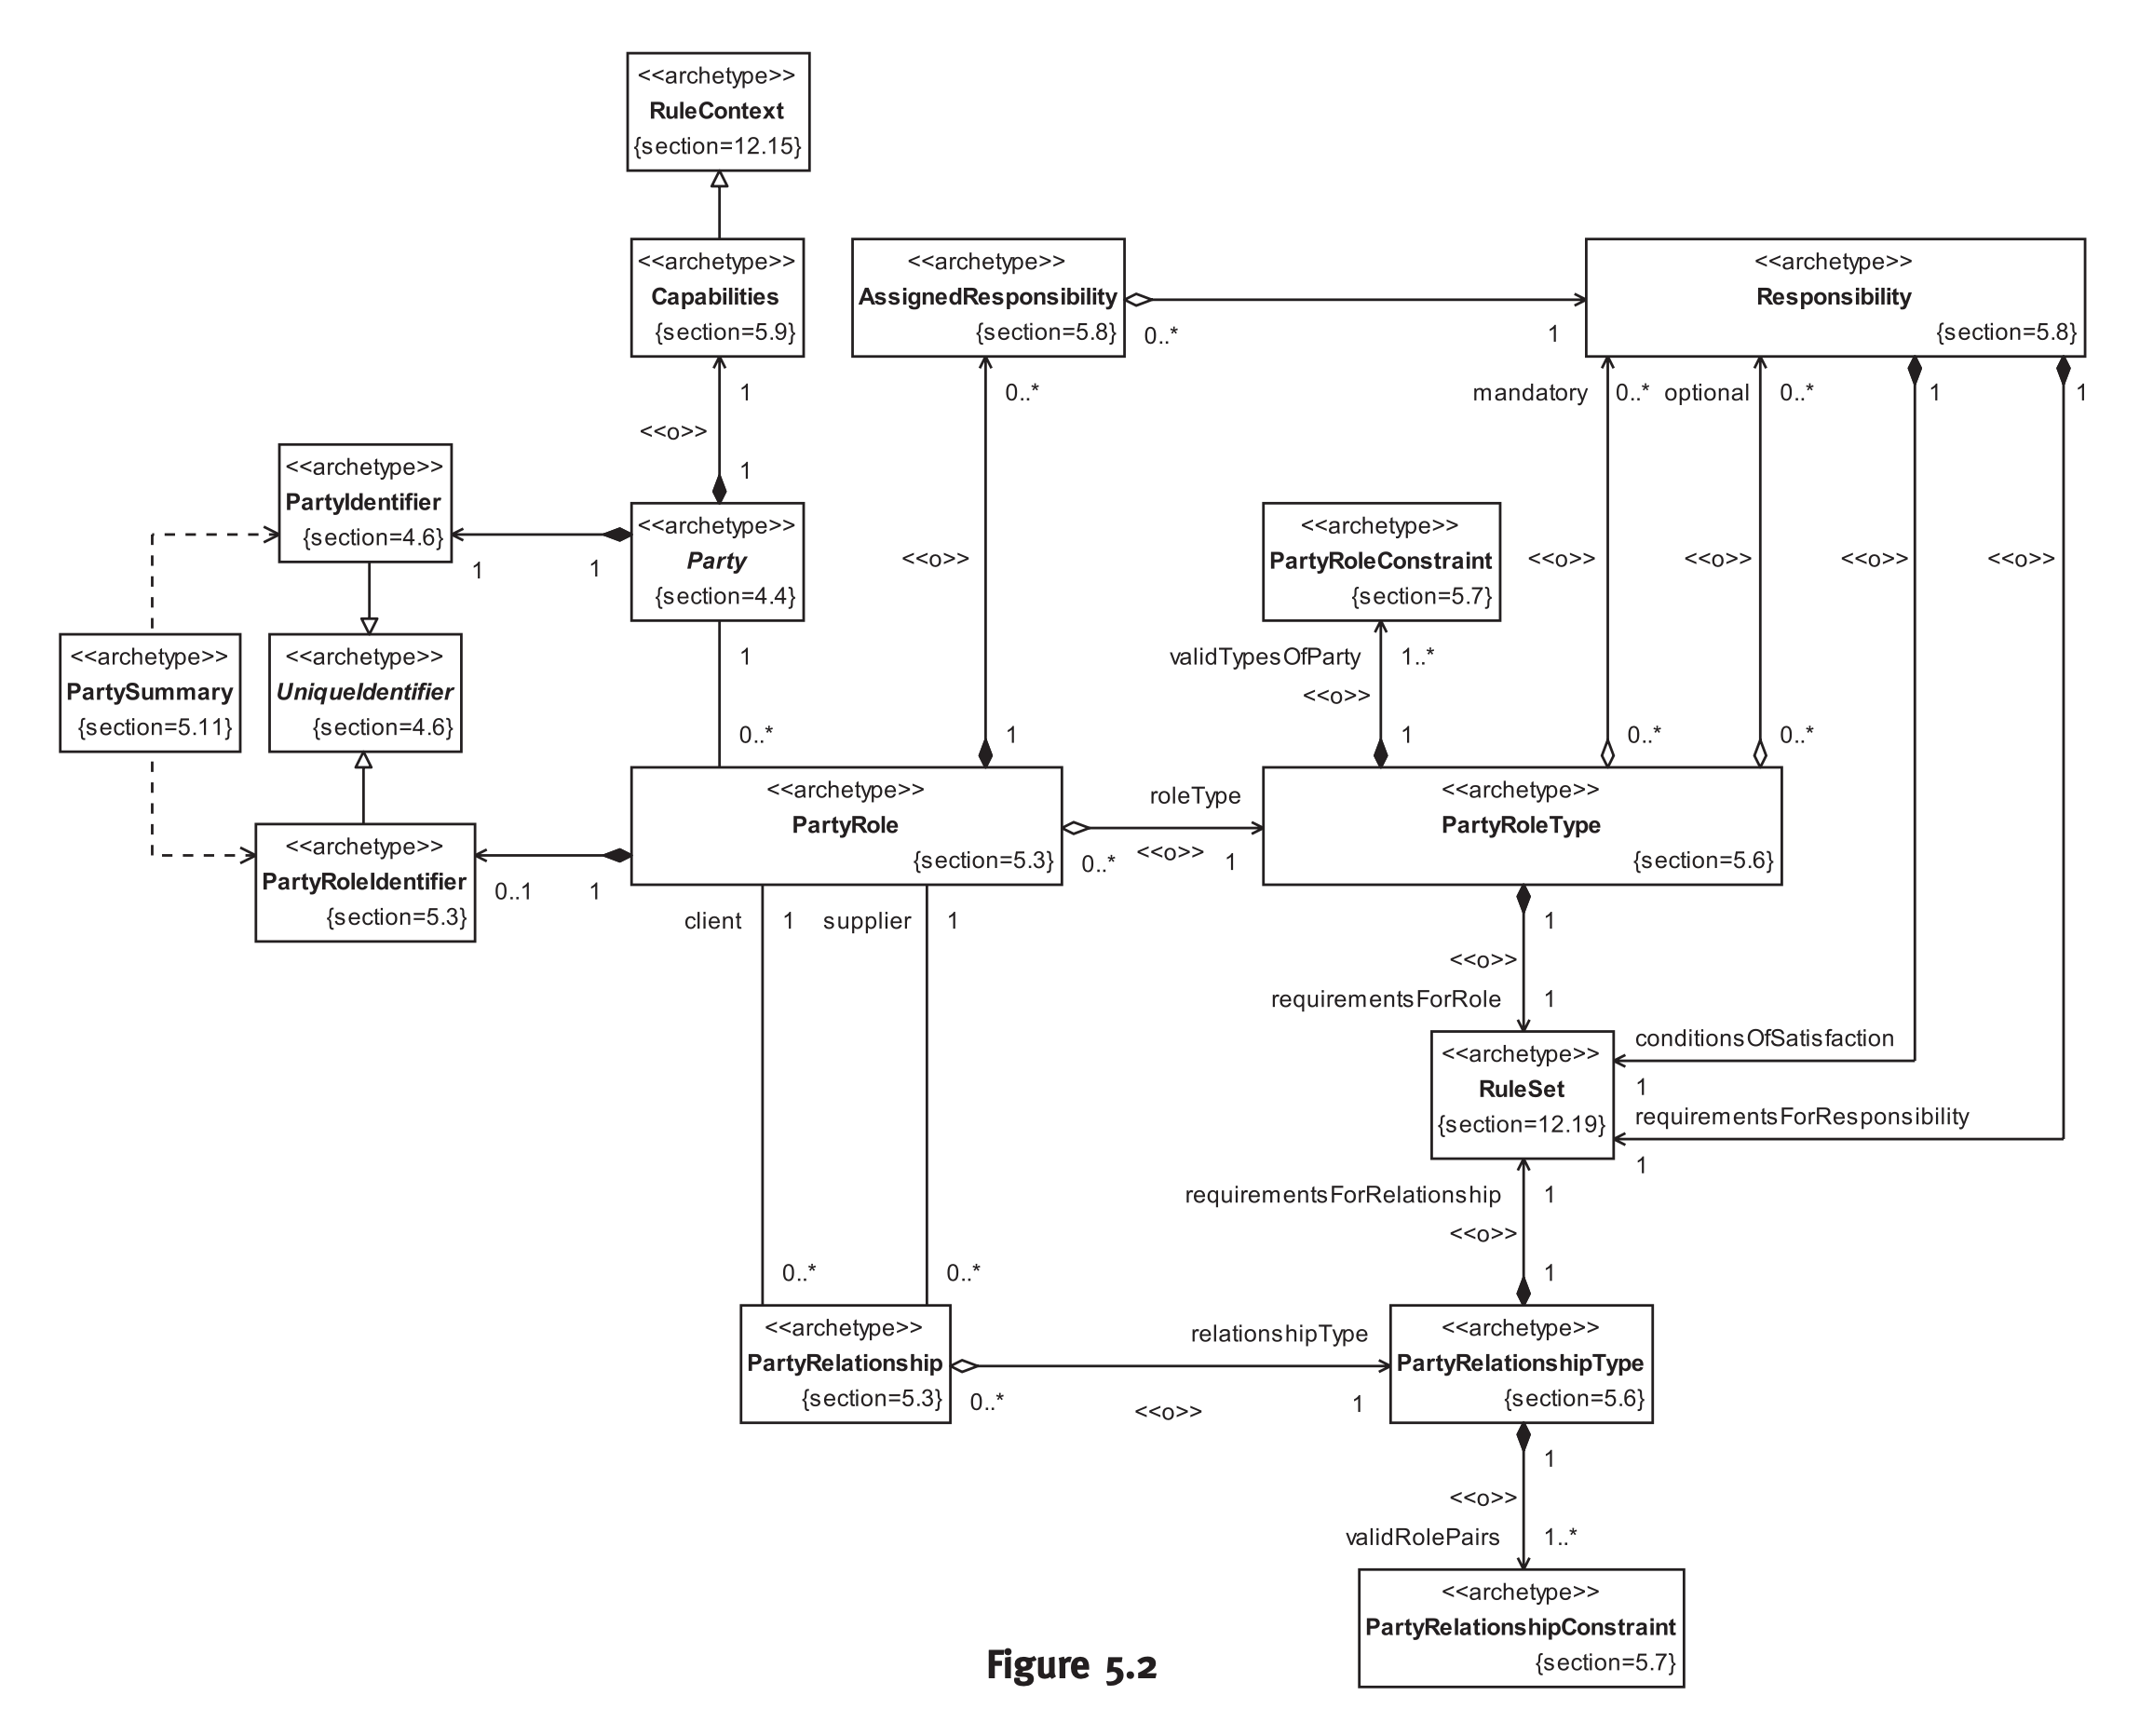 <<archetype>>
RuleContext
{section=12.15}
<<archetype>>
Capabilities
{section=5.9}
<<archetype>>
AssignedResponsibility
{section=5.8}
0..*
1
<<archetype>>
Responsibility
{section=5.8}
1
<<o>>
1
0..*
mandatory
0..*
optional
0..*
1
1
<<archetype>>
PartyIdentifier
{section=4.6}
1
1
<<archetype>>
Party
{section=4.4}
<<o>>
<<archetype>>
PartyRoleConstraint
{section=5.7}
<<o>>
<<o>>
<<o>>
<<o>>
<<archetype>>
PartySummary
{section=5.11}
<<archetype>>
UniqueIdentifier
{section=4.6}
1
0..*
1
validTypesOfParty
1..*
<<o>>
1
0..*
0..*
<<archetype>>
PartyRoleIdentifier
{section=5.3}
0..1
1
<<archetype>>
PartyRole
{section=5.3}
roleType
0..*
<<o>>
1
<<archetype>>
PartyRoleType
{section=5.6}
client
1
supplier
1
1
<<o>>
requirementsForRole
1
<<archetype>>
RuleSet
{section=12.19}
conditionsOfSatisfaction
1
requirementsForResponsibility
1
requirementsForRelationship
1
<<o>>
1
0..*
0..*
<<archetype>>
PartyRelationship
{section=5.3}
relationshipType
0..*
<<o>>
1
<<archetype>>
PartyRelationshipType
{section=5.6}
1
<<o>>
validRolePairs
1..*
<<archetype>>
PartyRelationshipConstraint
{section=5.7}
Figure 5.2